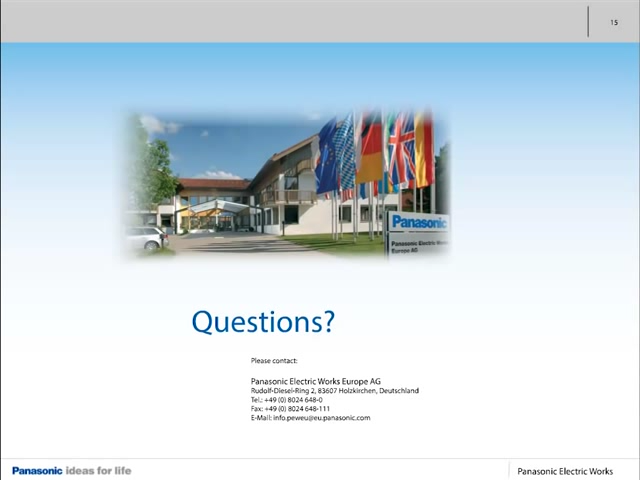 15
Panasonic
Panasonic Electric Works
Europe AG
Questions?
Please contact:
Panasonic Electric Works Europe AG
Rudolf-Diesel-Ring 2, 83607 Holzkirchen, Deutschland
Tel.: +49 (0) 8024 648-0
Fax: +49 (0) 8024 648-111
E-Mail: info.peweu@eu.panasonic.com
Panasonic ideas for life
Panasonic Electric Works